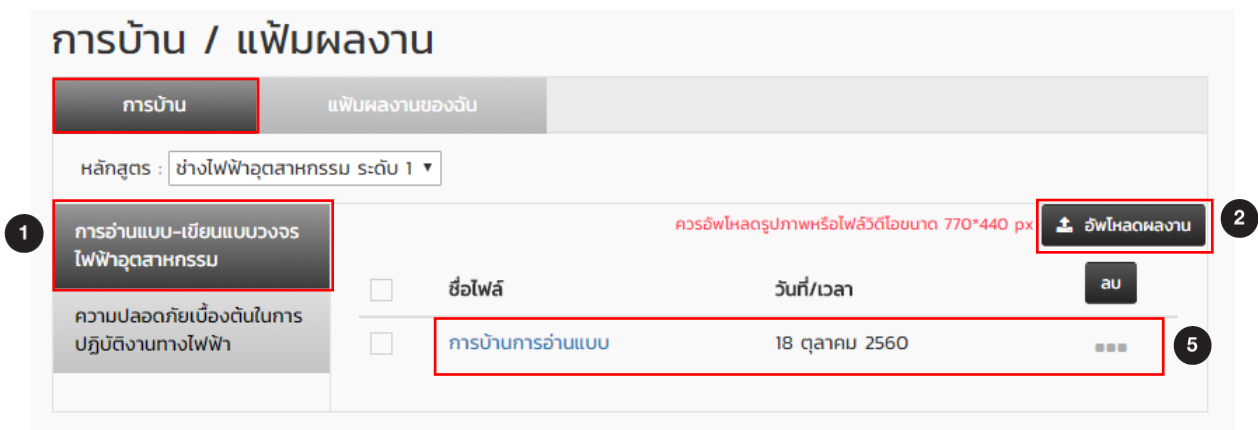 การบ้าน / แฟ้มผลงาน
การบ้าน แฟ้มผลงานของฉัน
หลักสูตร : ช่างไฟฟ้าอุตสาหกรรม ระดับ 1
1 การอ่านแบบ-เขียนแบบวงจร
ไฟฟ้าอุตสาหกรรม
ควรอัพโหลดรูปภาพหรือไฟล์วิดีโอขนาด 770*440 px อัพโหลดผลงาน 2
ชื่อไฟล์ วันที่/เวลา ลบ
ความปลอดภัยเบื้องต้นในการ
ปฏิบัติงานทางไฟฟ้า
การบ้านการอ่านแบบ 18 ตุลาคม 2560 5